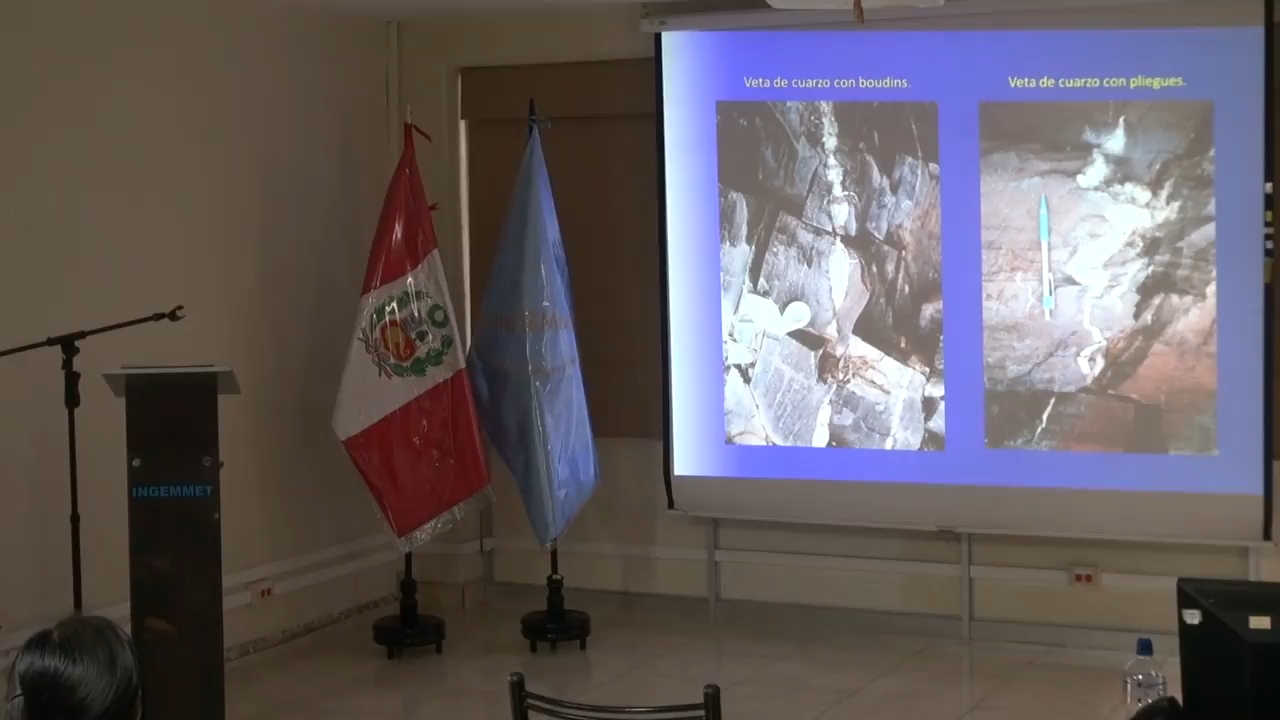 Veta de cuarzo con boudins.
Veta de cuarzo con pliegues.
INGEMMET